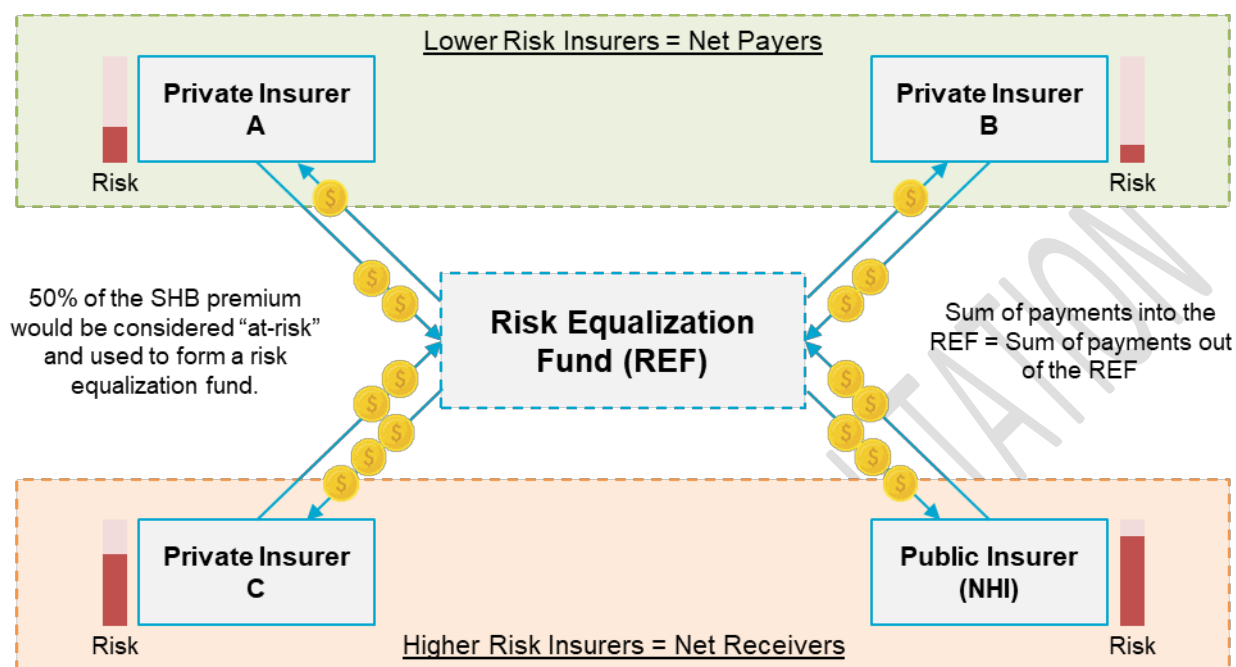 Lower Risk Insurers = Net Payers
Private Insurer
A
Risk
Private Insurer
B
Risk
50% of the SHB premium
would be considered “at-risk”
and used to form a risk
equalization fund.
Risk Equalization
Fund (REF)
Sum of payments into the
REF = Sum of payments out
of the REF
Private Insurer
C
Risk
Public Insurer
(NHI)
Risk
Higher Risk Insurers = Net Receivers